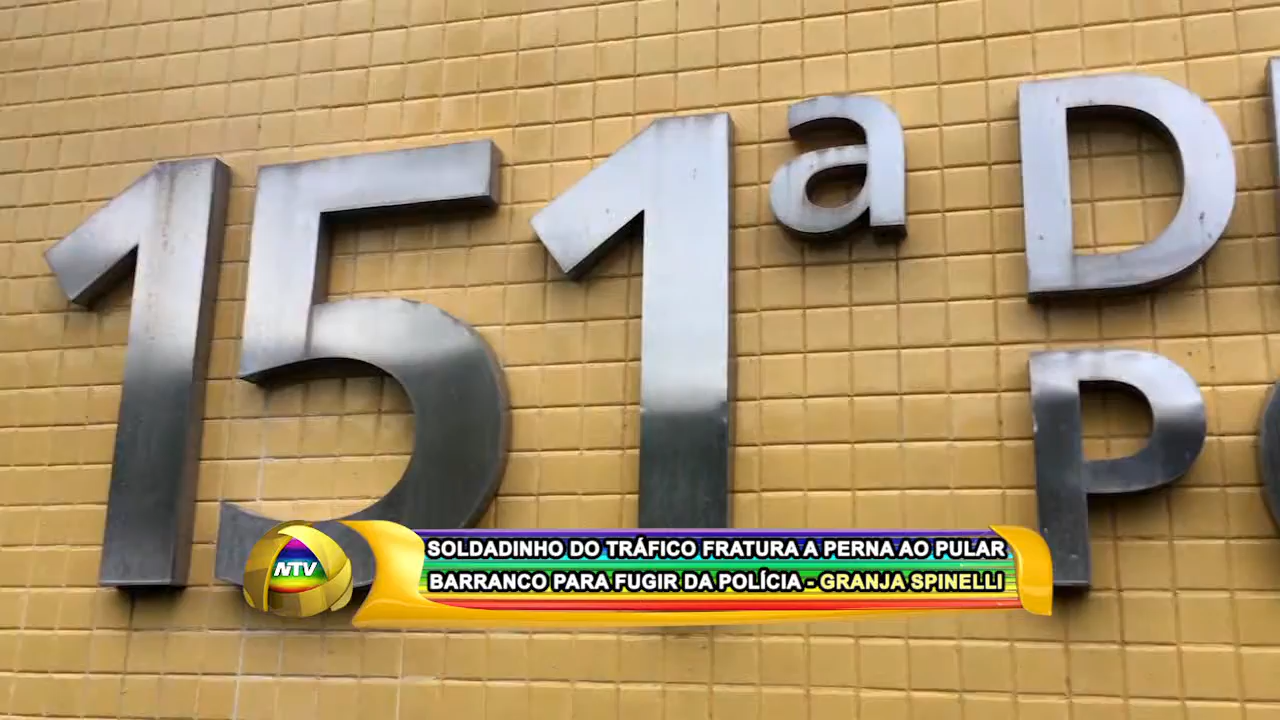 151ª D
P
NTV
SOLDADINHO DO TRÁFICO FRATURA A PERNA AO PULAR
BARRANCO PARA FUGIR DA POLÍCIA - GRANJA SPINELLI